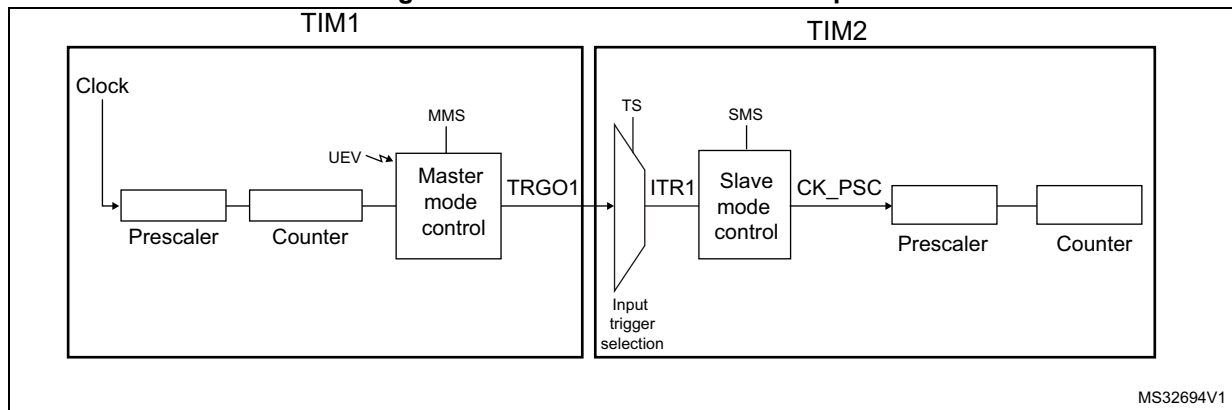 TIM1
TIM2
Clock
MMS
UEV
Master
mode
control
TRGO1
Prescaler
Counter
TS
ITR1
SMS
Slave
mode
control
CK_PSC
Prescaler
Counter
Input
trigger
selection
MS32694V1